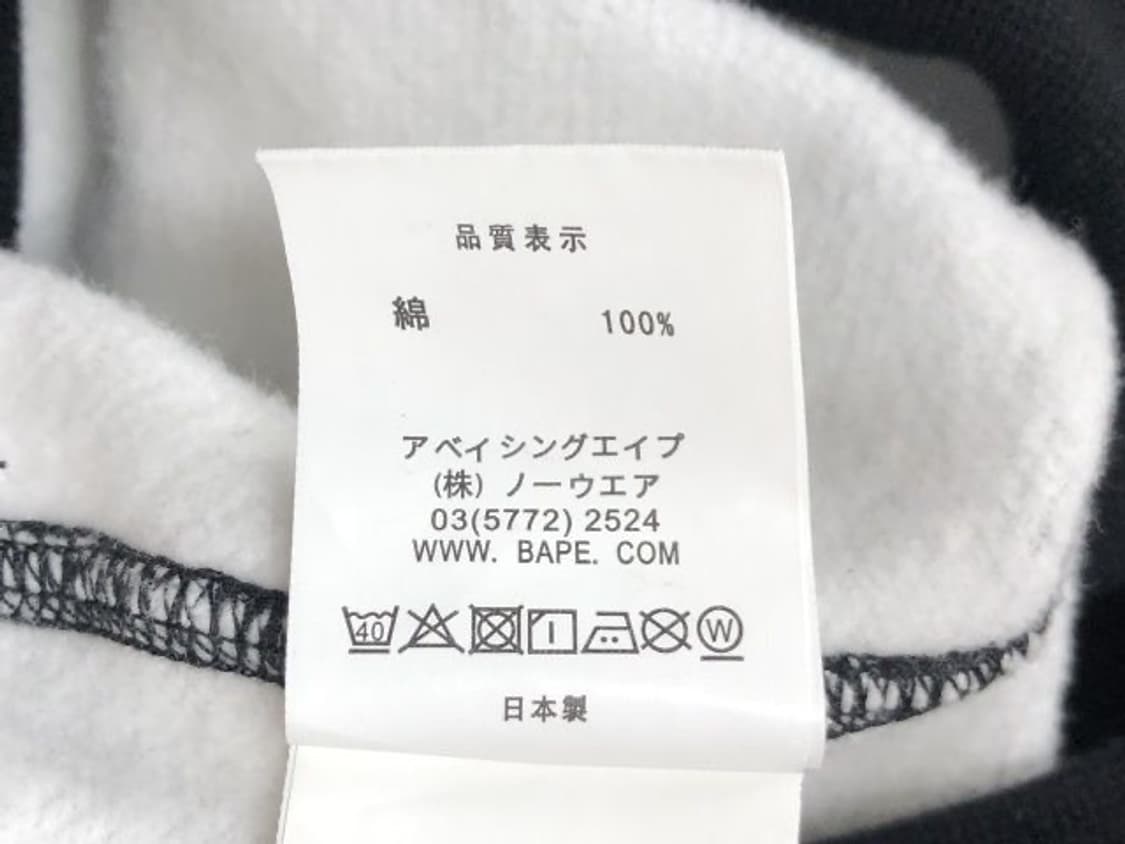 品質表示
綿 100%
アベイシングエイプ
(株) ノーウエア
03(5772) 2524
WWW. BAPE. COM
40 W
日本製